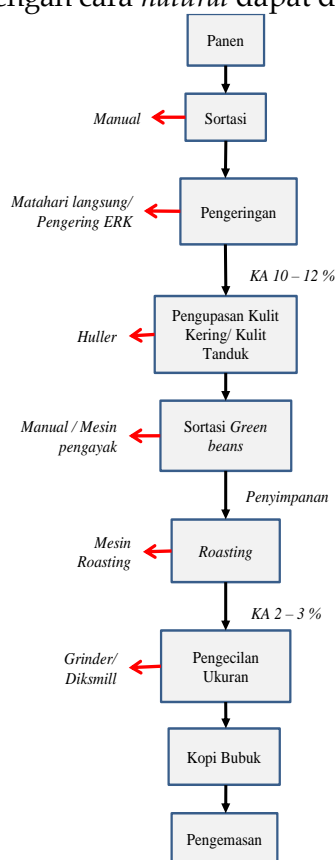 engan cara natural dapat d
Panen
Manual
Sortasi
Matahari langsung/
Pengering ERK
Pengeringan
KA 10 – 12 %
Pengupasan Kulit
Kering/ Kulit
Tanduk
Huller
Manual / Mesin
pengayak
Sortasi Green
beans
Penyimpanan
Mesin
Roasting
Roasting
KA 2 – 3 %
Grinder/
Diksmill
Pengecilan
Ukuran
Kopi Bubuk
Pengemasan